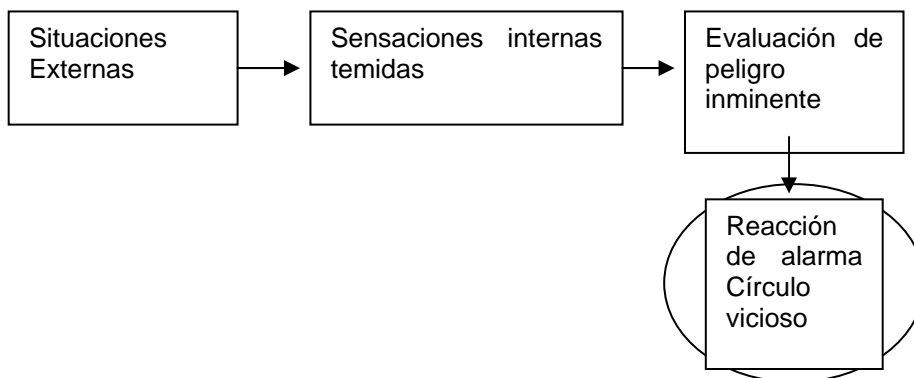 Situaciones
Externas
Sensaciones internas
temidas
Evaluación de
peligro
inminente
Reacción
de alarma
Círculo
vicioso